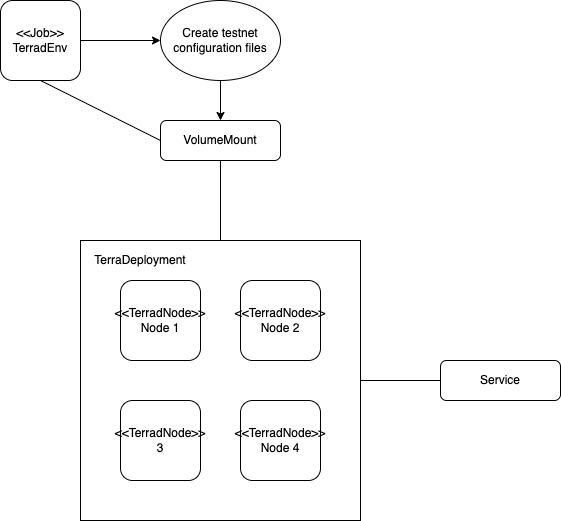 <<Job>>
TerradEnv
Create testnet
configuration files
VolumeMount
TerraDeployment
<<TerradNode>>
Node 1
<<TerradNode>>
Node 2
Service
<<TerradNode>>
3
<<TerradNode>>
Node 4